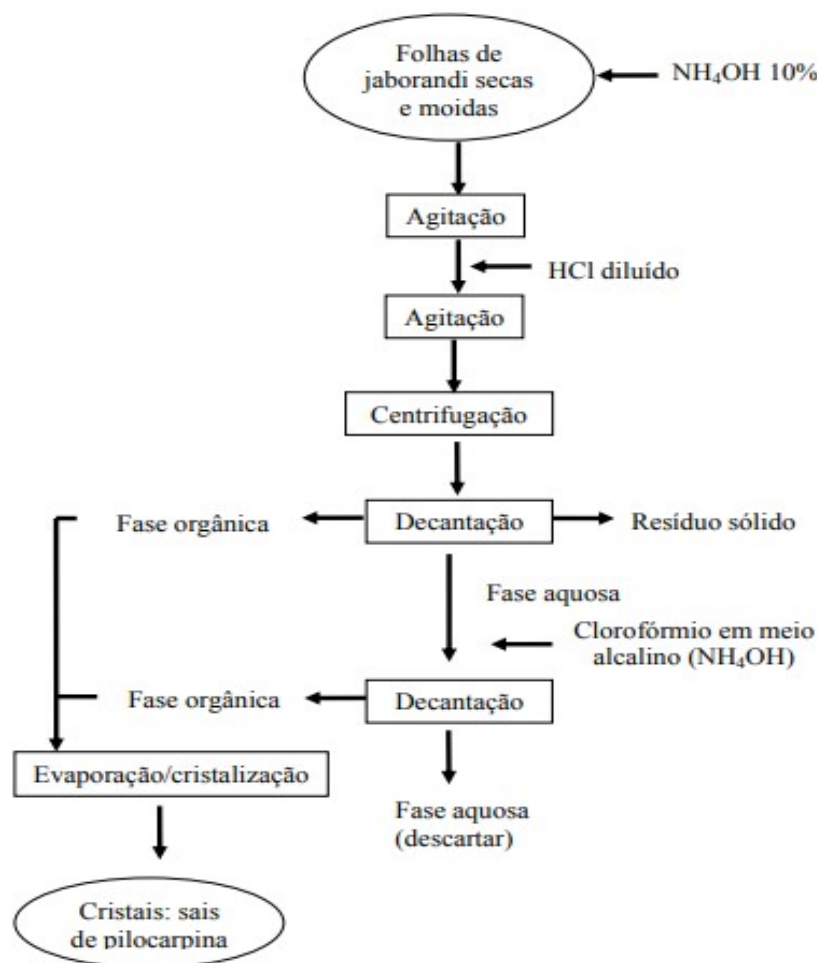 Folhas de
jaborandi secas
e moidas
NH₄OH 10%
Agitação
HCl diluído
Agitação
Centrifugação
Fase orgânica
Decantação
Resíduo sólido
Fase aquosa
Clorofórmio em meio
alcalino (NH₄OH)
Fase orgânica
Decantação
Evaporação/cristalização
Fase aquosa
(descartar)
Cristais: sais
de pilocarpina